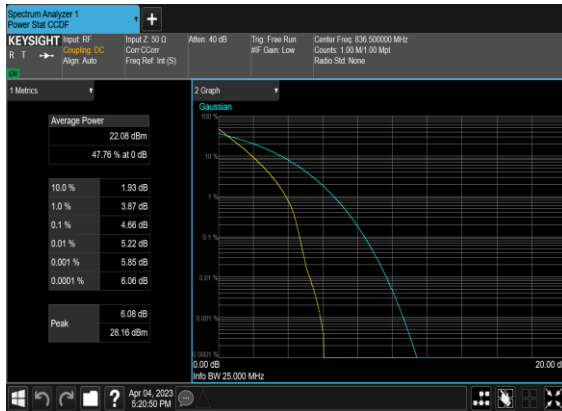 Spectrum Analyzer 1
Power Stat CCDF
KEYSIGHT
R T
LXI
Input: RF
Coupling: DC
Align: Auto
Input Z: 50 Ω
Corr CCorr
Freq Ref: Int (S)
Atten: 40 dB
Trig: Free Run
#IF Gain: Low
Center Freq: 836.500000 MHz
Counts: 1.00 M/1.00 Mpt
Radio Std: None
1 Metrics
Average Power
22.08 dBm
47.76 % at 0 dB
10.0 % 1.93 dB
1.0 % 3.87 dB
0.1 % 4.66 dB
0.01 % 5.22 dB
0.001 % 5.85 dB
0.0001 % 6.06 dB
Peak
6.08 dB
28.16 dBm
2 Graph
Gaussian
100 %
10 %
1 %
0.1 %
0.01 %
0.001 %
0.0001 %
0.00 dB
20.00 d
Info BW 25.000 MHz
?
Apr 04, 2023
5:20:50 PM